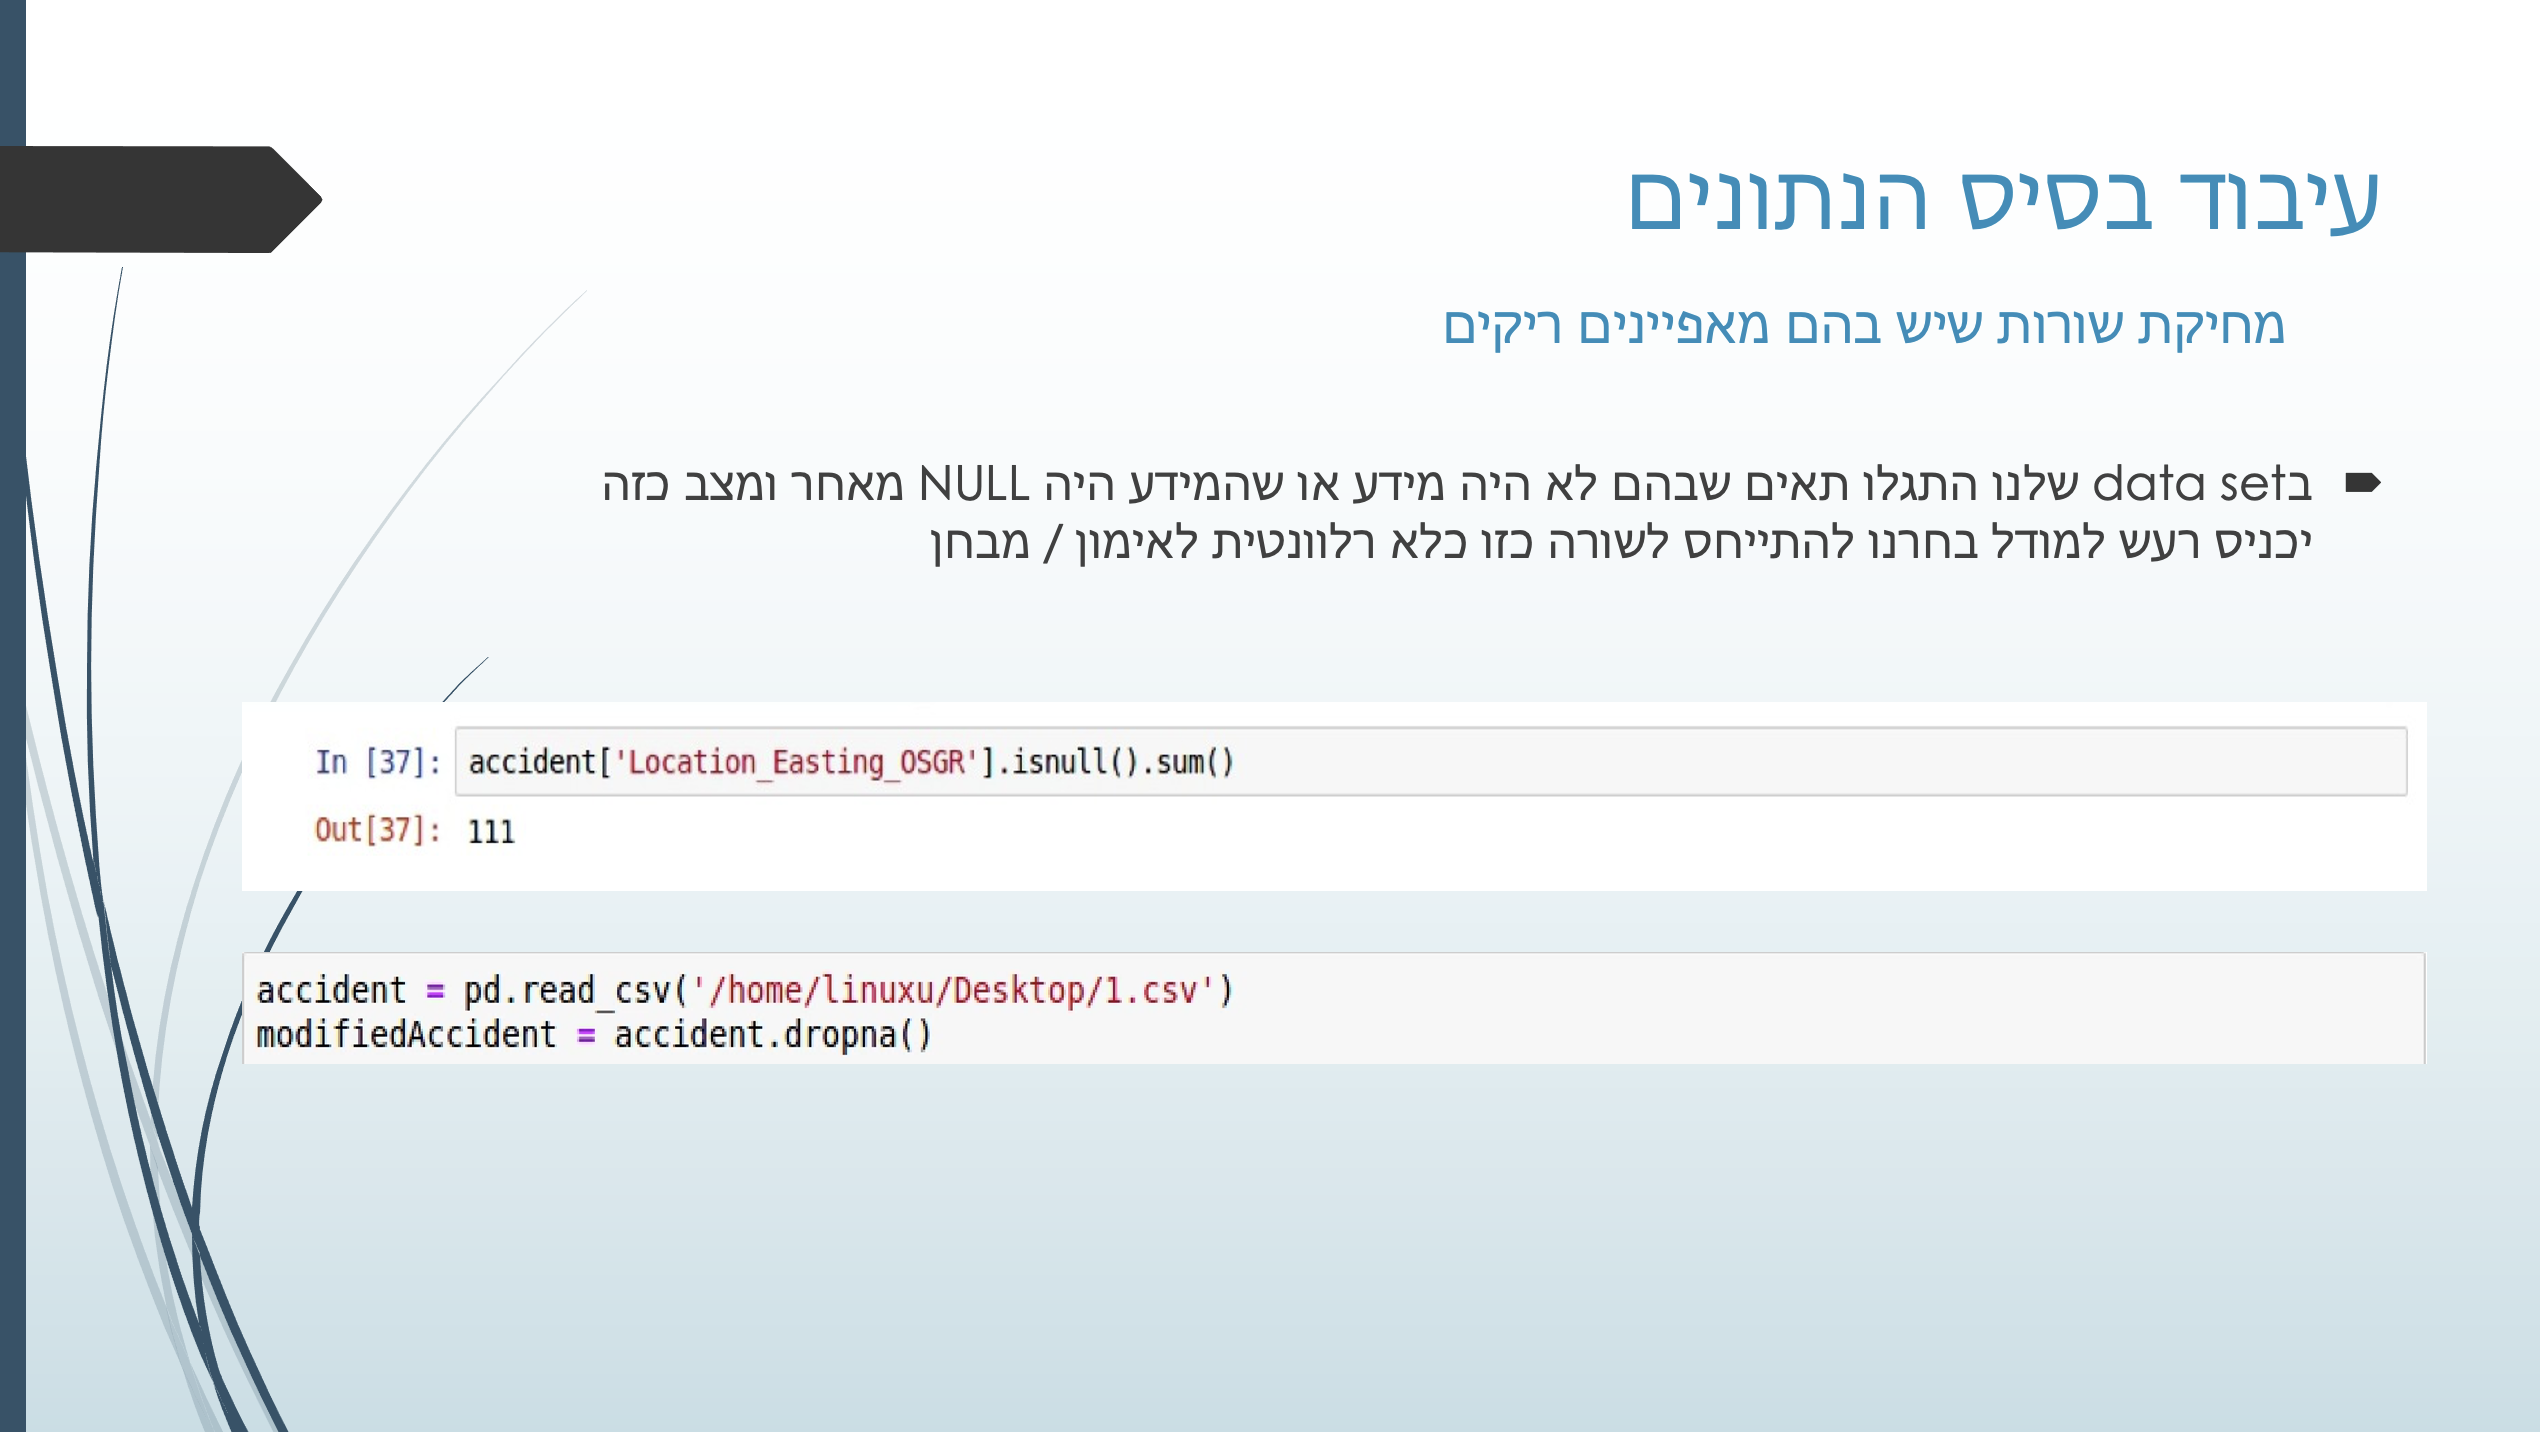 עיבוד בסיס הנתונים
מחיקת שורות שיש בהם מאפיינים ריקים
בdata set שלנו התגלו תאים שבהם לא היה מידע או שהמידע היה NULL מאחר ומצב כזה
יכניס רעש למודל בחרנו להתייחס לשורה כזו כלא רלוונטית לאימון / מבחן
In [37]: accident['Location_Easting_OSGR'].isnull().sum()
Out[37]: 111
accident = pd.read_csv('/home/linuxu/Desktop/1.csv')
modifiedAccident = accident.dropna()